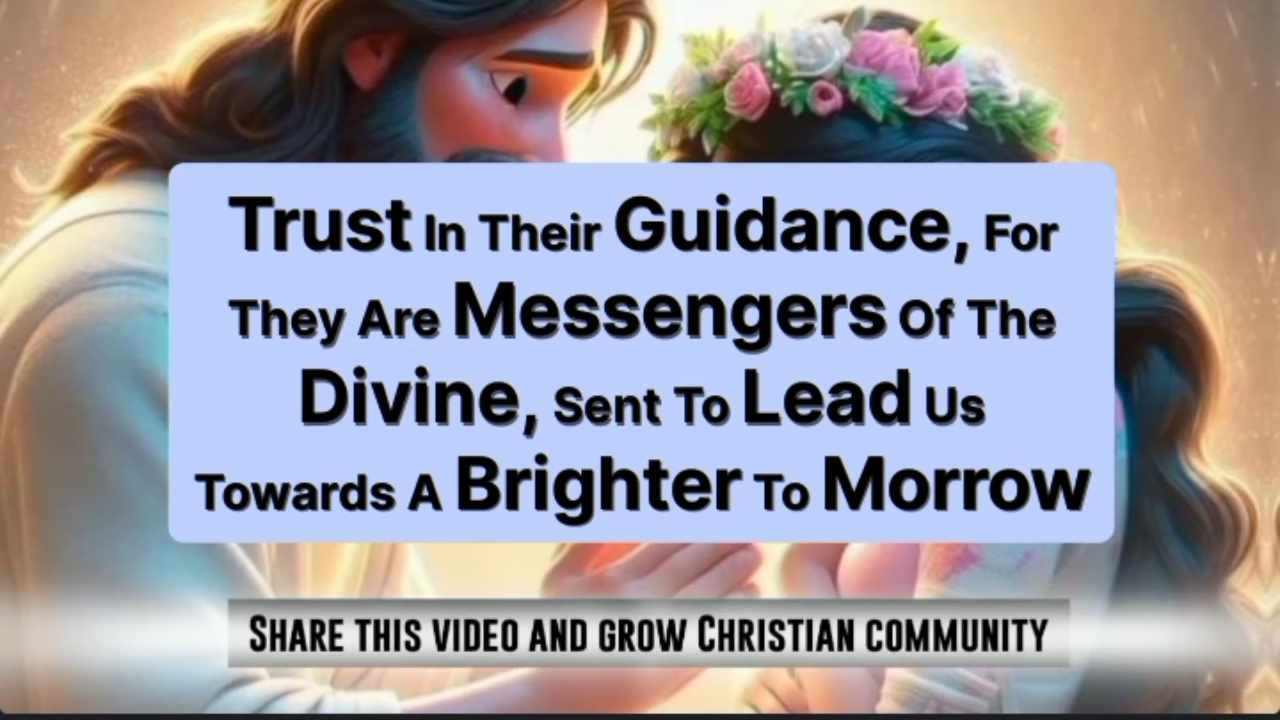 Trust In Their Guidance, For
They Are Messengers Of The
Divine, Sent To Lead Us
Towards A Brighter To Morrow
Share this video and grow Christian community